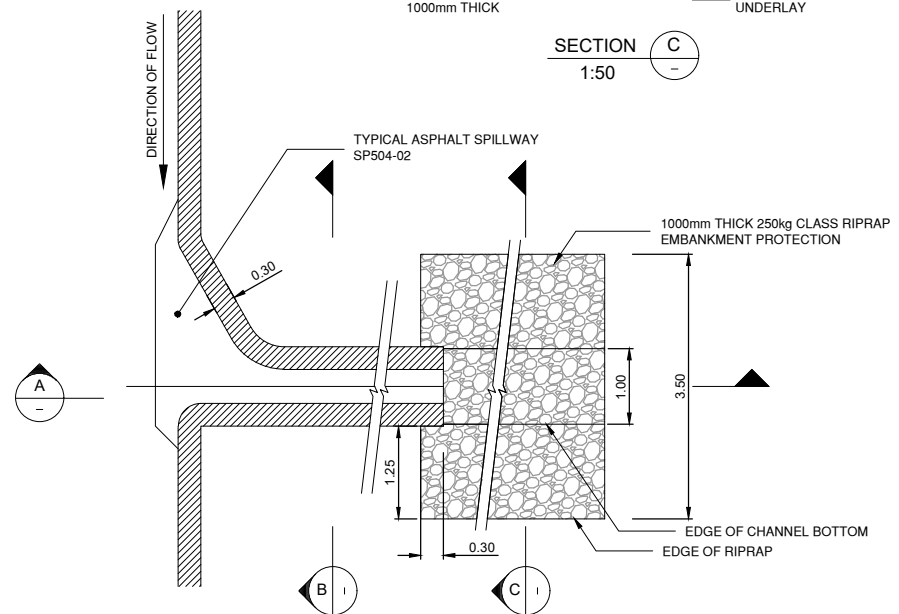 1000mm THICK
UNDERLAY
SECTION C
1:50 –
DIRECTION OF FLOW
TYPICAL ASPHALT SPILLWAY
SP504-02
1000mm THICK 250kg CLASS RIPRAP
EMBANKMENT PROTECTION
0.30
A
–
1.00
3.50
1.25
EDGE OF CHANNEL BOTTOM
0.30
EDGE OF RIPRAP
B –
C –